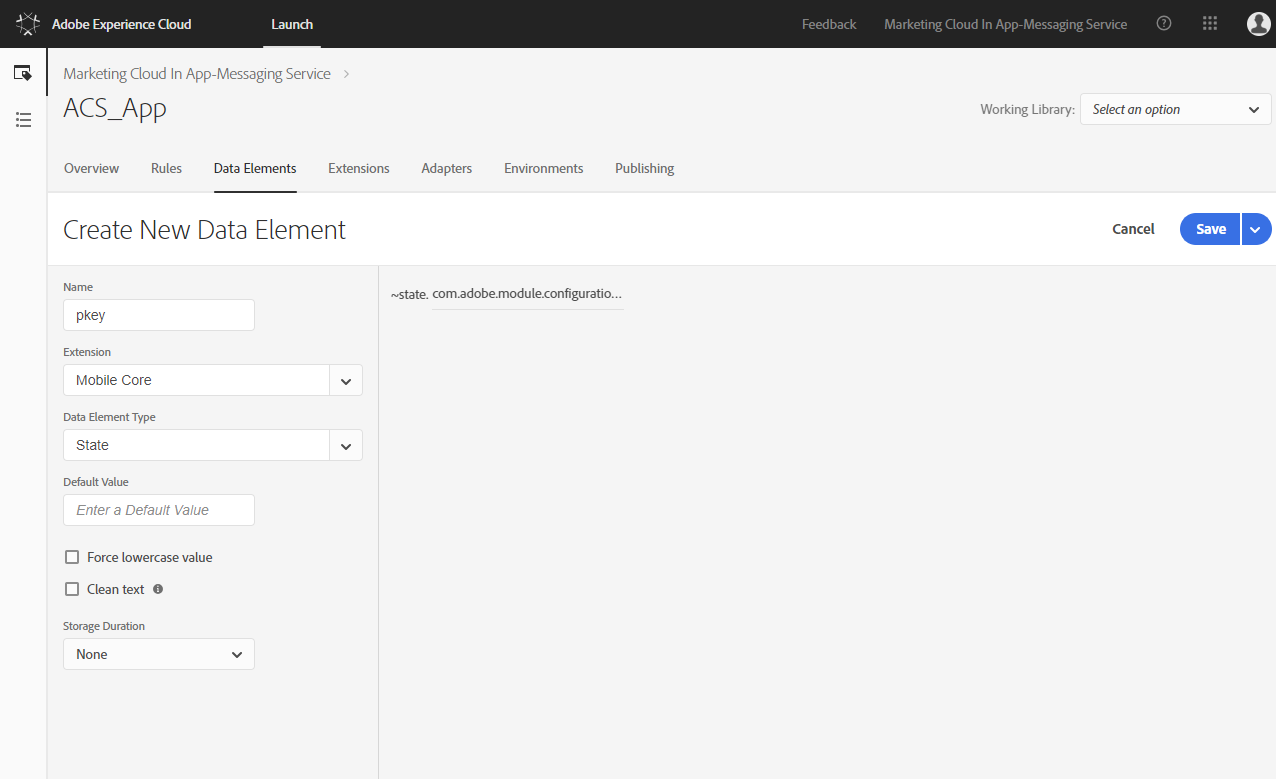 Adobe Experience Cloud Launch Feedback Marketing Cloud In App-Messaging Service
Marketing Cloud In App-Messaging Service
ACS_App
Working Library: Select an option
Overview Rules Data Elements Extensions Adapters Environments Publishing
Create New Data Element
Cancel Save
Name
pkey
~state. com.adobe.module.configuratio...
Extension
Mobile Core
Data Element Type
State
Default Value
Enter a Default Value
Force lowercase value
Clean text
Storage Duration
None